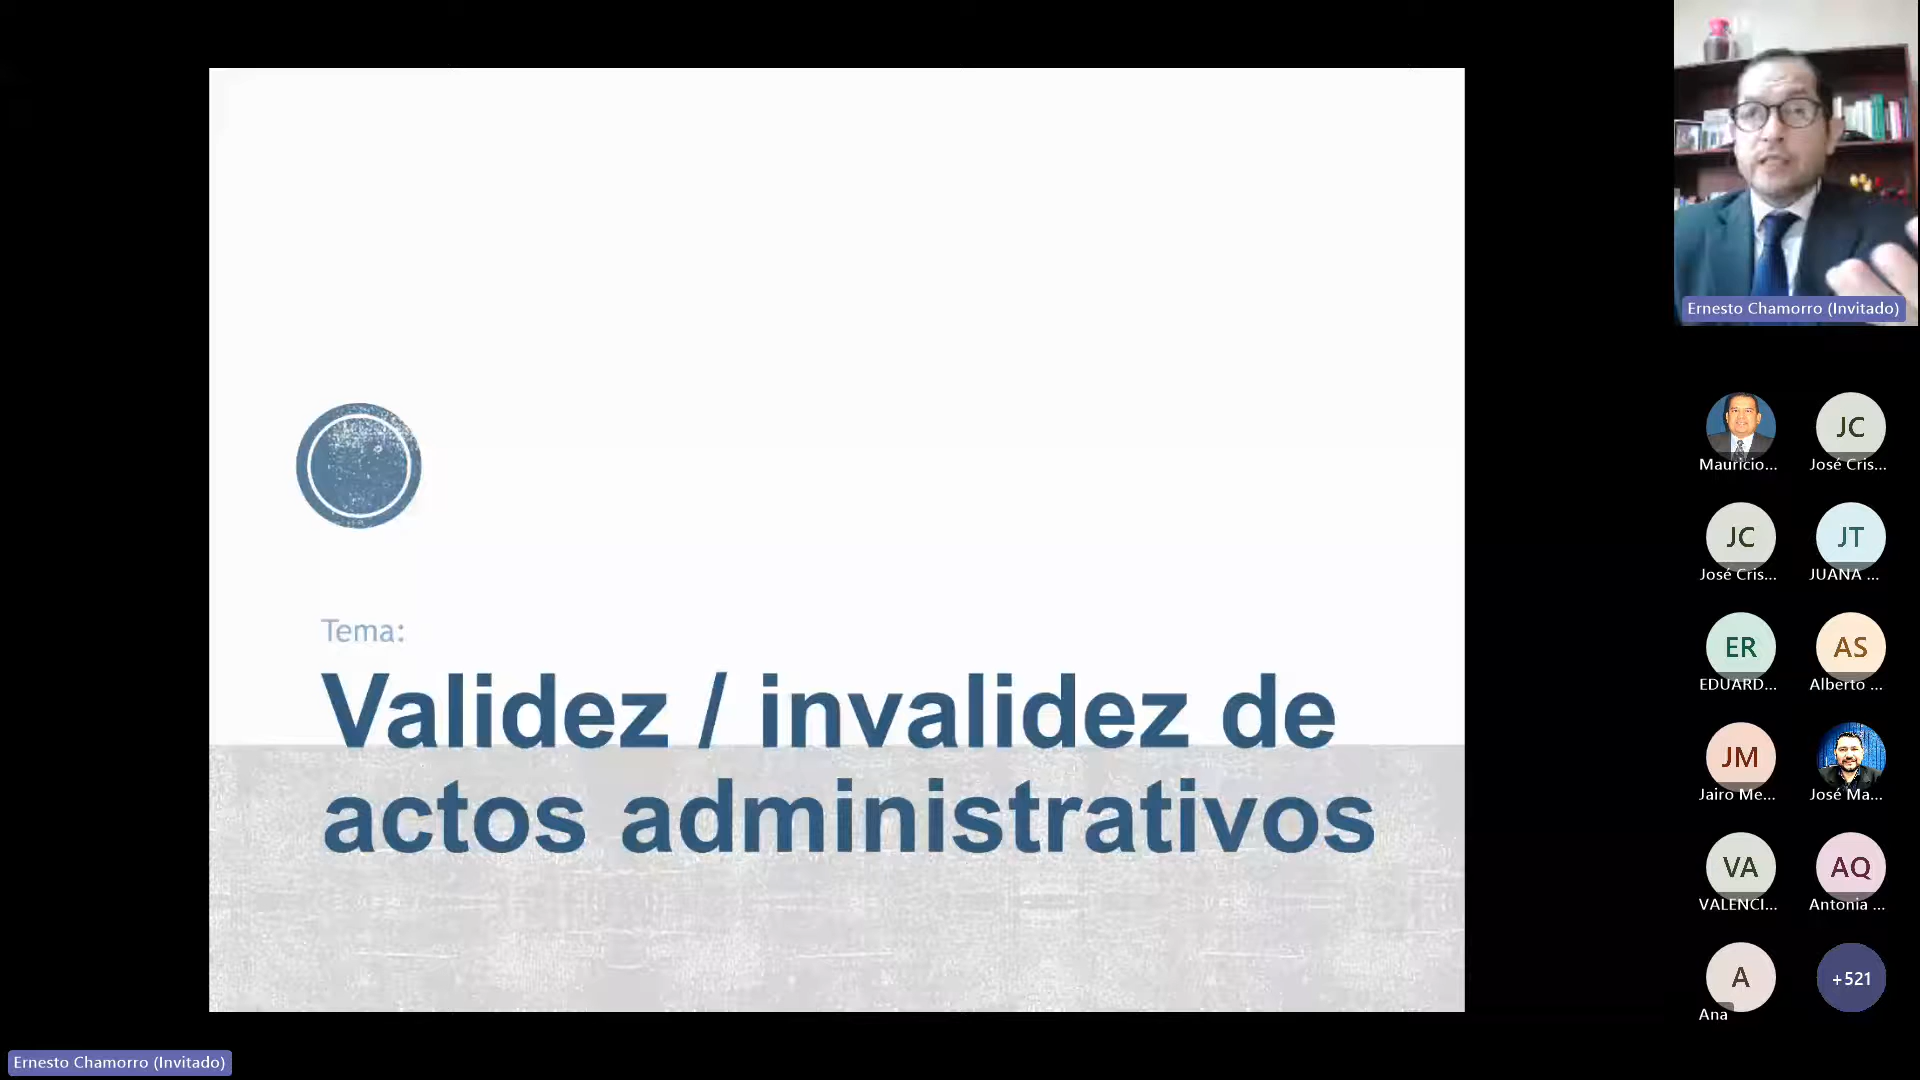 Tema:
Validez / invalidez de
actos administrativos
Ernesto Chamorro (Invitado)
Mauricio...
JC
José Cris...
JC
José Cris...
JT
JUANA ...
ER
EDUARD...
AS
Alberto ...
JM
Jairo Me...
José Ma...
VA
VALENCI...
AQ
Antonia ...
A
Ana
+521
Ernesto Chamorro (Invitado)